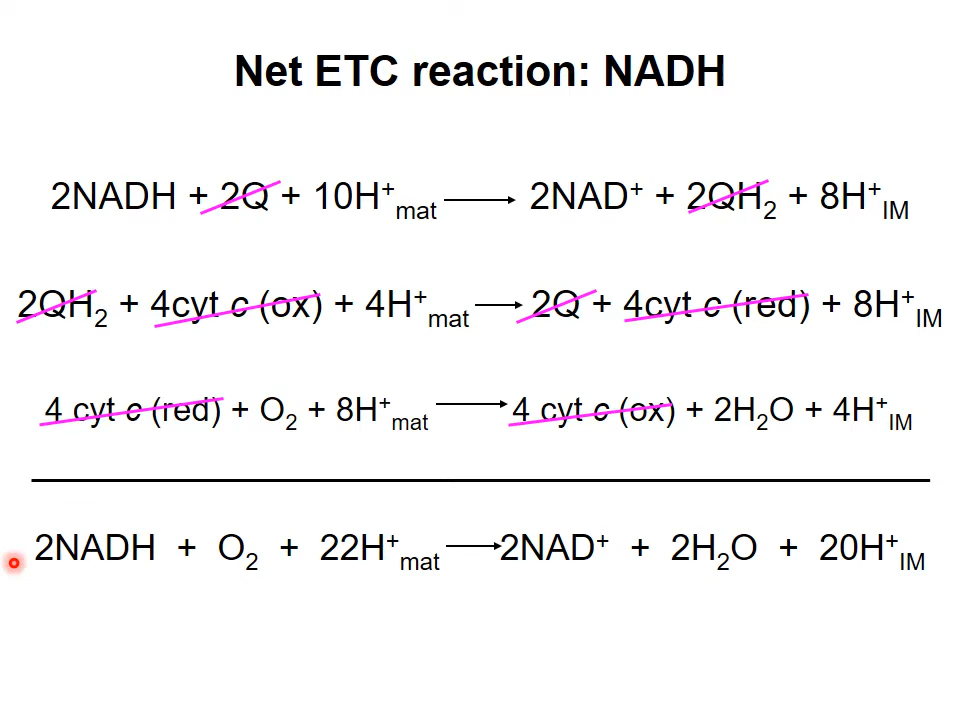 Net ETC reaction: NADH
2NADH + 2Q + 10H⁺mat → 2NAD⁺ + 2QH₂ + 8H⁺IM
2QH₂ + 4cyt c (ox) + 4H⁺mat → 2Q + 4cyt c (red) + 8H⁺IM
4 cyt c (red) + O₂ + 8H⁺mat → 4 cyt c (ox) + 2H₂O + 4H⁺IM
2NADH + O₂ + 22H⁺mat → 2NAD⁺ + 2H₂O + 20H⁺IM